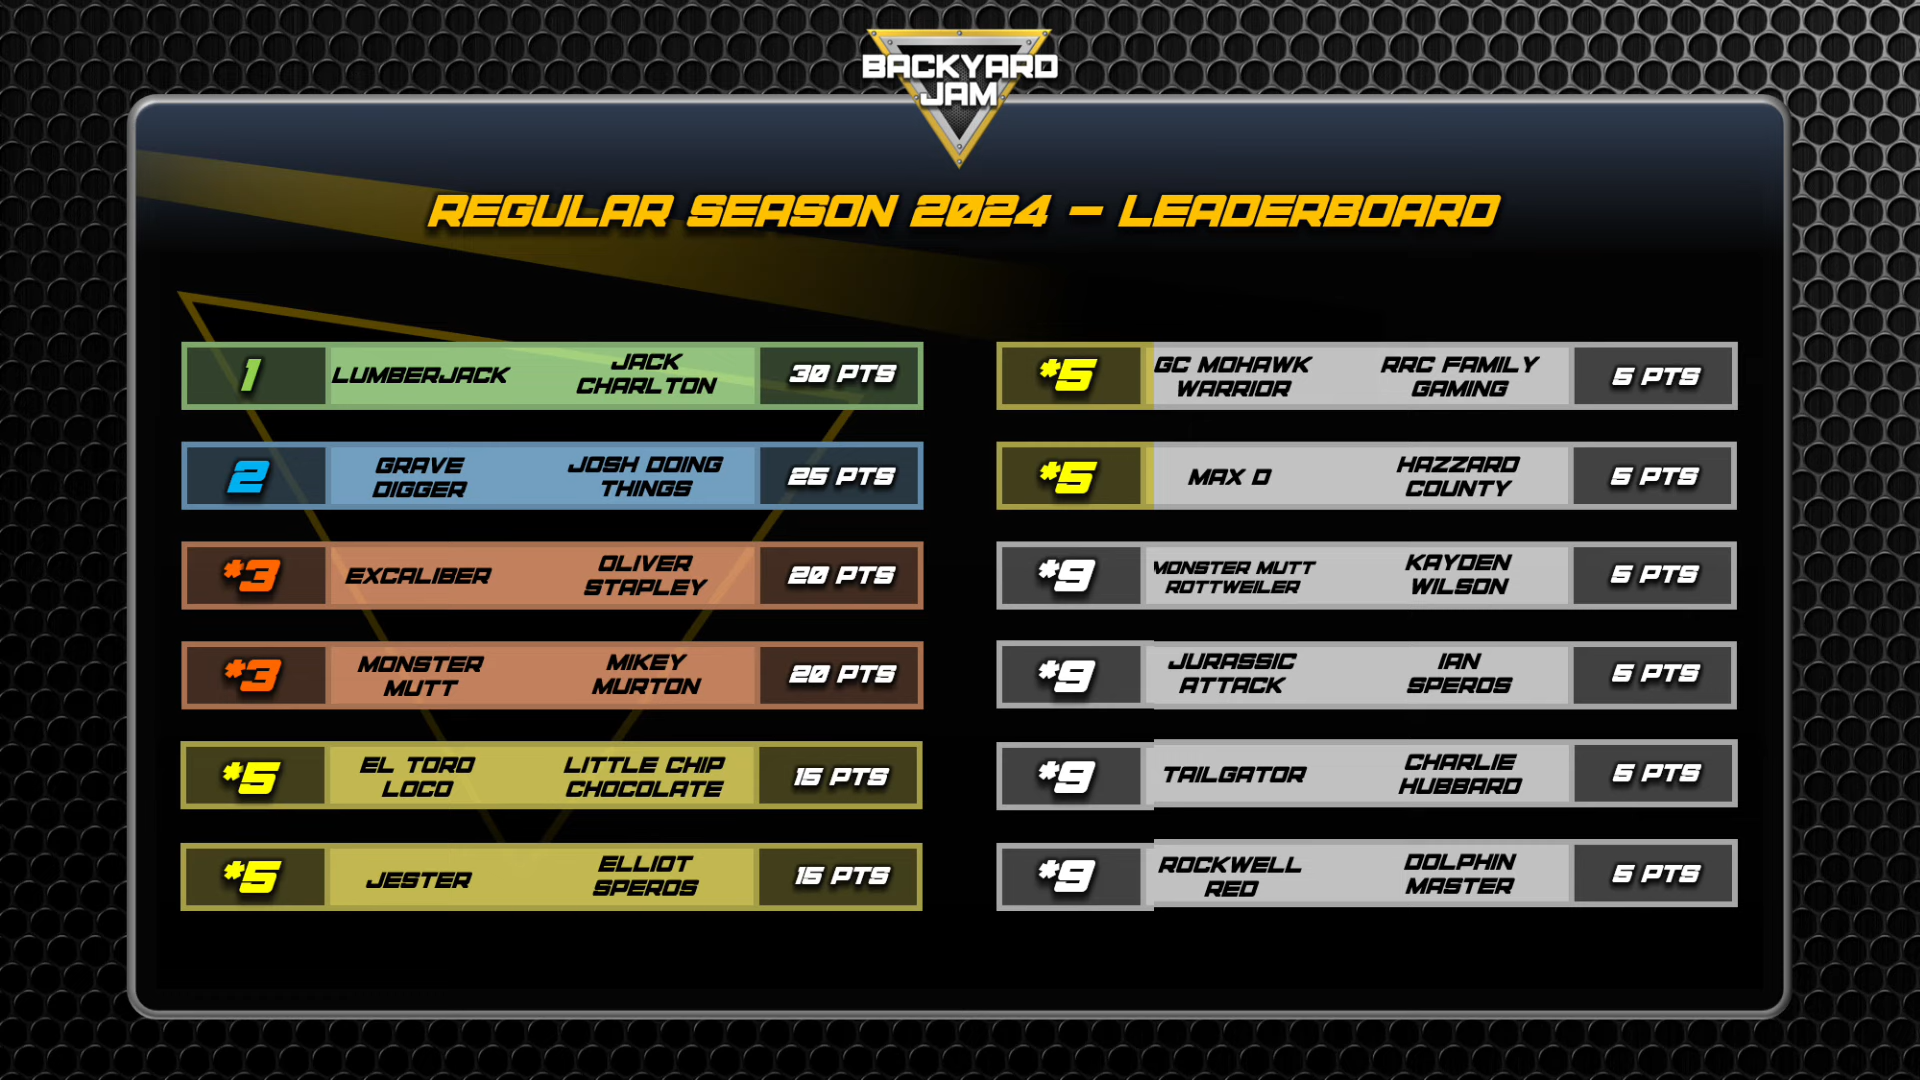 BACKYARD
JAM
REGULAR SEASON 2024 - LEADERBOARD
1 LUMBERJACK JACK CHARLTON 30 PTS
2 GRAVE DIGGER JOSH DOING THINGS 25 PTS
*3 EXCALIBER OLIVER STAPLEY 20 PTS
*3 MONSTER MUTT MIKEY MURTON 20 PTS
*5 EL TORO LOCO LITTLE CHIP CHOCOLATE 15 PTS
*5 JESTER ELLIOT SPEROS 15 PTS
*5 GC MOHAWK WARRIOR RRC FAMILY GAMING 5 PTS
*5 MAX D HAZZARD COUNTY 5 PTS
*9 MONSTER MUTT ROTTWEILER KAYDEN WILSON 5 PTS
*9 JURASSIC ATTACK IAN SPEROS 5 PTS
*9 TAILGATOR CHARLIE HUBBARD 5 PTS
*9 ROCKWELL RED DOLPHIN MASTER 5 PTS